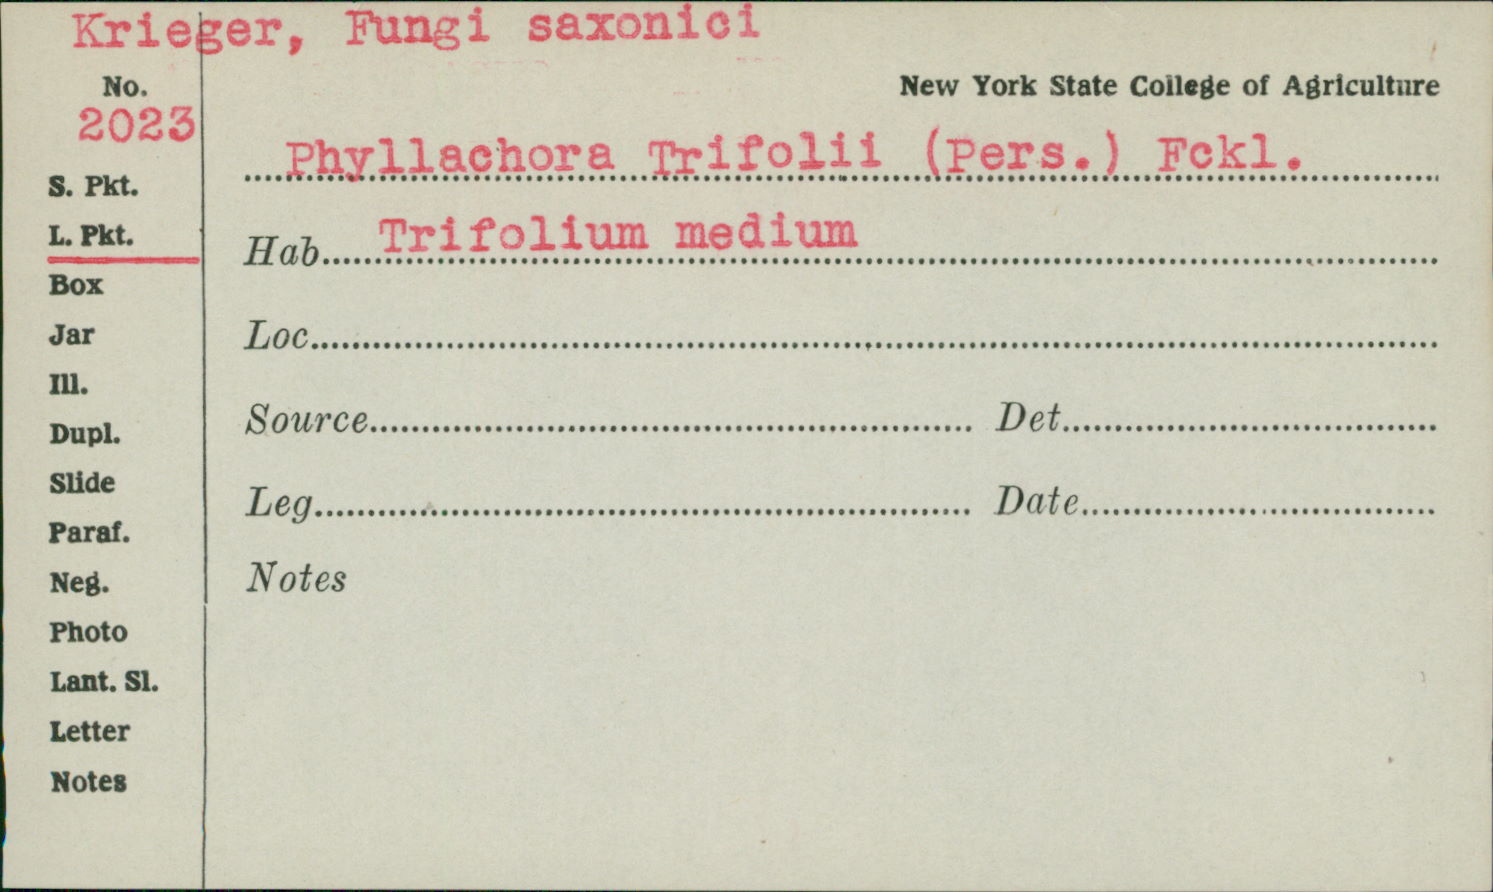 Krieger, Fungi saxonici
No.
2023
New York State College of Agriculture
Phyllachora Trifolii (Pers.) Fckl.
S. Pkt.
L. Pkt.
Box
Jar
Ill.
Dupl.
Slide
Paraf.
Neg.
Photo
Lant. Sl.
Letter
Notes
Hab. Trifolium medium
Loc.
Source
Det.
Leg.
Date
Notes